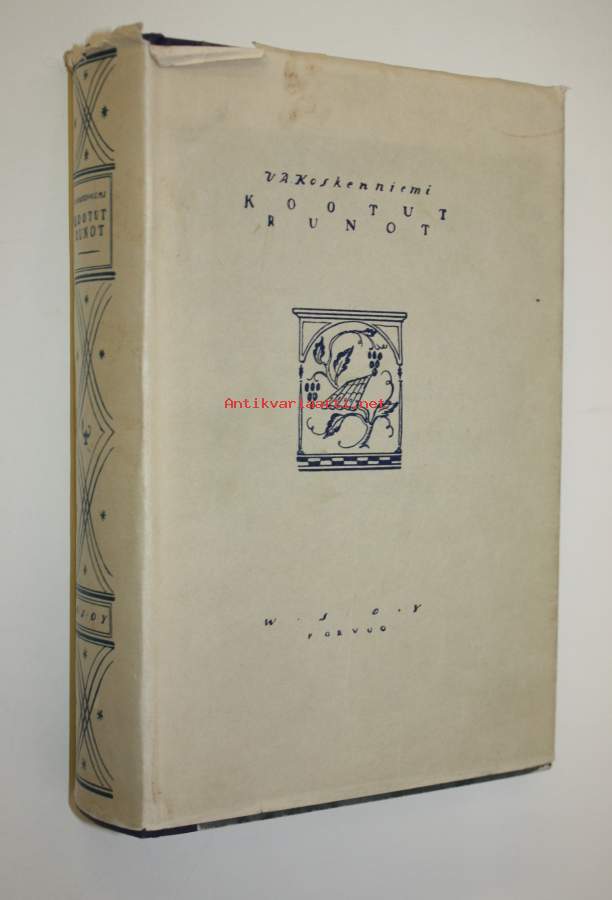 V.A.Koskenniemi
KOOTUT
RUNOT
Antikvariaatti.net
W·S·O·Y
PORVOO
KOOTUT
RUNOT
S·O·Y